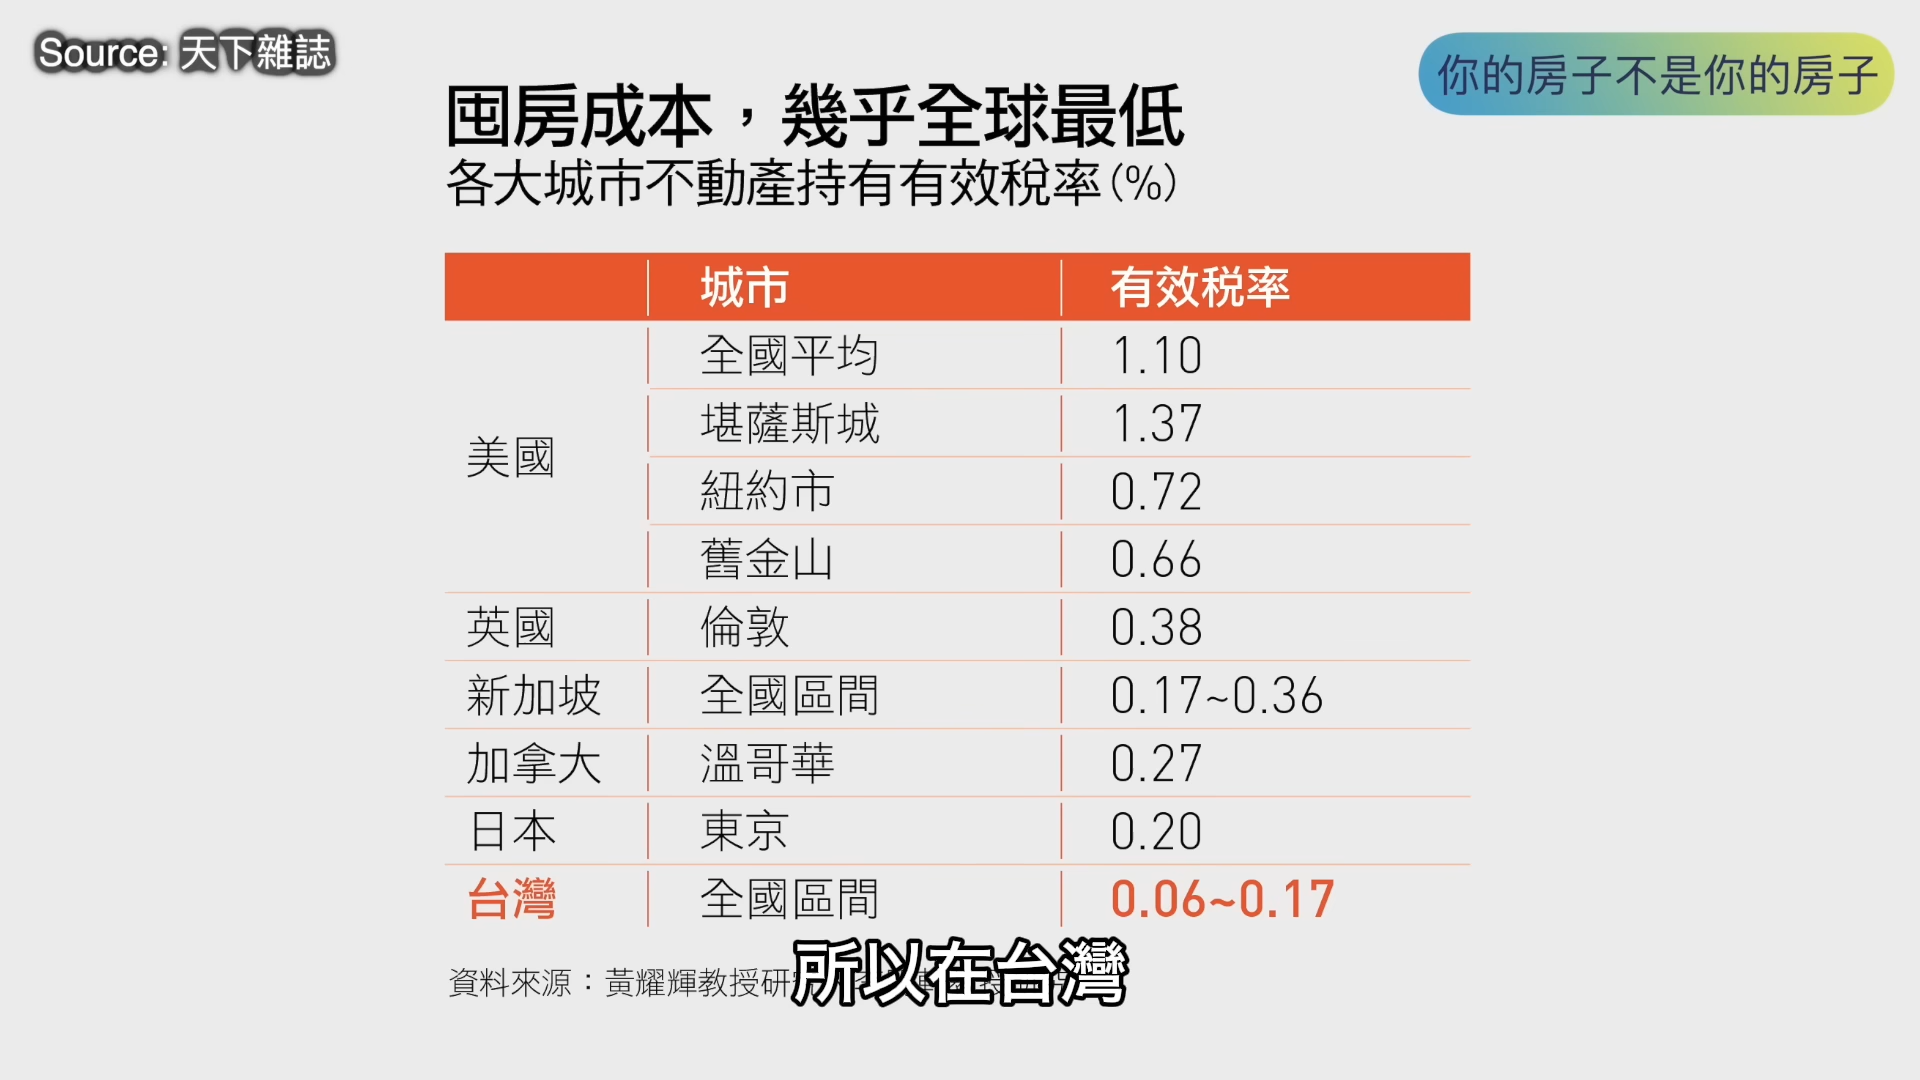 Source: 天下雜誌
你的房子不是你的房子
囤房成本，幾乎全球最低
各大城市不動產持有有效稅率(%)
城市 有效稅率
美國
全國平均 1.10
堪薩斯城 1.37
紐約市 0.72
舊金山 0.66
英國 倫敦 0.38
新加坡 全國區間 0.17~0.36
加拿大 溫哥華 0.27
日本 東京 0.20
台灣 全國區間 0.06~0.17
資料來源：黃耀輝教授研
所以在台灣